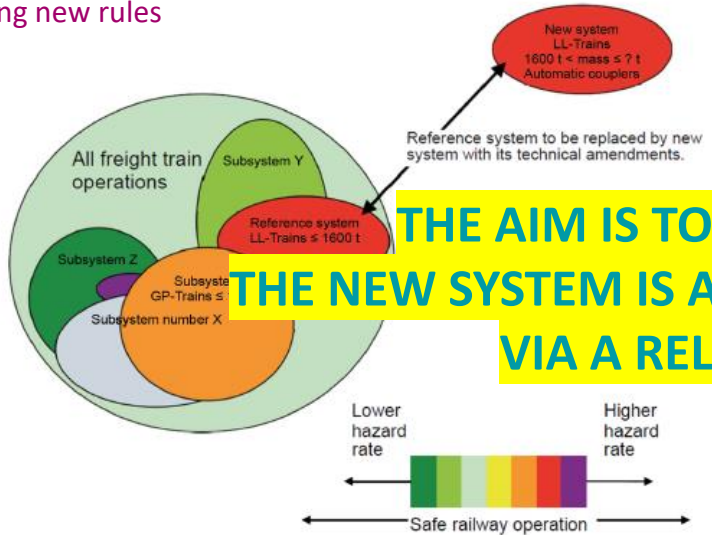 ng new rules
New system
LL-Trains
1600 t < mass ≤ ? t
Automatic couplers
Reference system to be replaced by new
system with its technical amendments.
All freight train
operations
Subsystem Y
Reference system
LL-Trains ≤ 1600 t
THE AIM IS TO
Subsystem Z
Subsyste
GP-Trains ≤
THE NEW SYSTEM IS A
Subsystem number X
VIA A REL
Lower
hazard
rate
Higher
hazard
rate
Safe railway operation